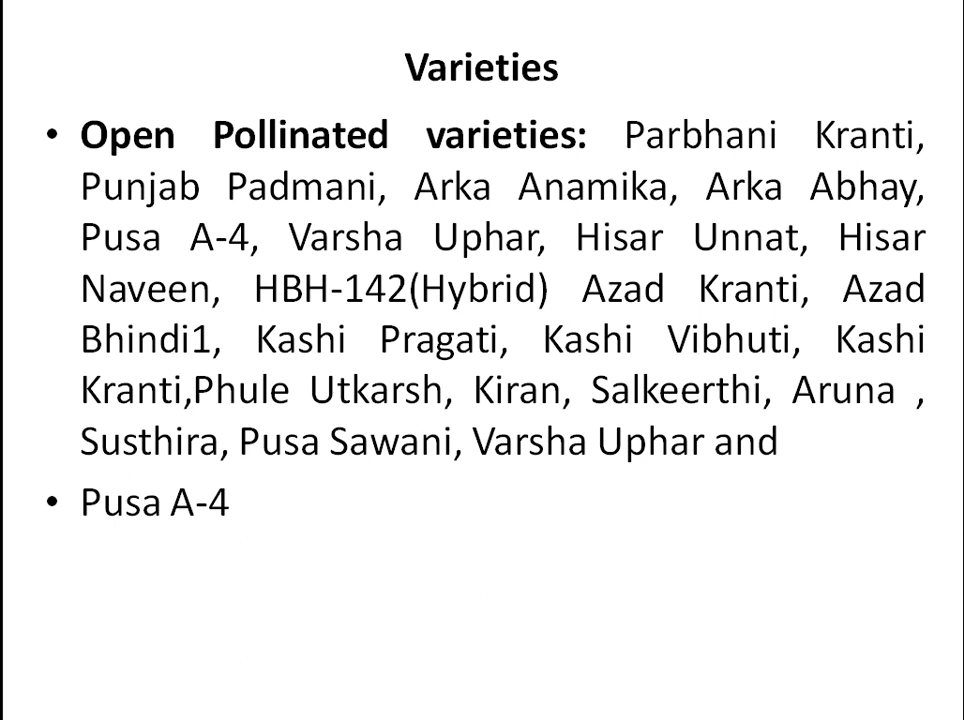 Varieties
• Open Pollinated varieties: Parbhani Kranti,
Punjab Padmani, Arka Anamika, Arka Abhay,
Pusa A-4, Varsha Uphar, Hisar Unnat, Hisar
Naveen, HBH-142(Hybrid) Azad Kranti, Azad
Bhindi1, Kashi Pragati, Kashi Vibhuti, Kashi
Kranti,Phule Utkarsh, Kiran, Salkeerthi, Aruna ,
Susthira, Pusa Sawani, Varsha Uphar and
• Pusa A-4